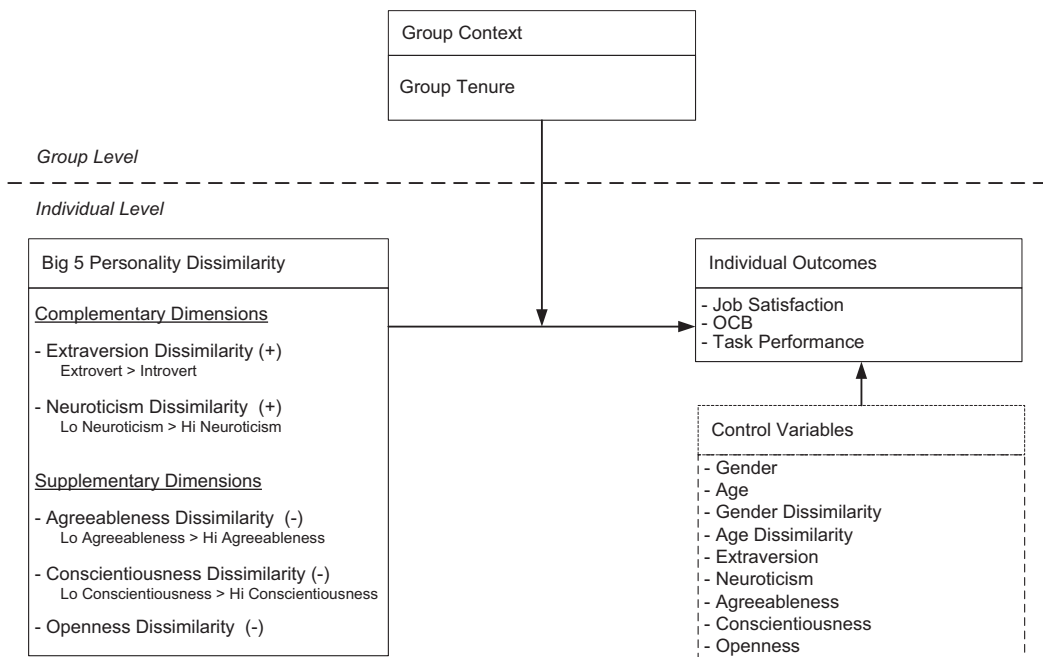 Group Context
Group Tenure
Group Level
Individual Level
Big 5 Personality Dissimilarity
Complementary Dimensions
- Extraversion Dissimilarity (+)
Extrovert > Introvert
- Neuroticism Dissimilarity (+)
Lo Neuroticism > Hi Neuroticism
Supplementary Dimensions
- Agreeableness Dissimilarity (-)
Lo Agreeableness > Hi Agreeableness
- Conscientiousness Dissimilarity (-)
Lo Conscientiousness > Hi Conscientiousness
- Openness Dissimilarity (-)
Individual Outcomes
- Job Satisfaction
- OCB
- Task Performance
Control Variables
- Gender
- Age
- Gender Dissimilarity
- Age Dissimilarity
- Extraversion
- Neuroticism
- Agreeableness
- Conscientiousness
- Openness